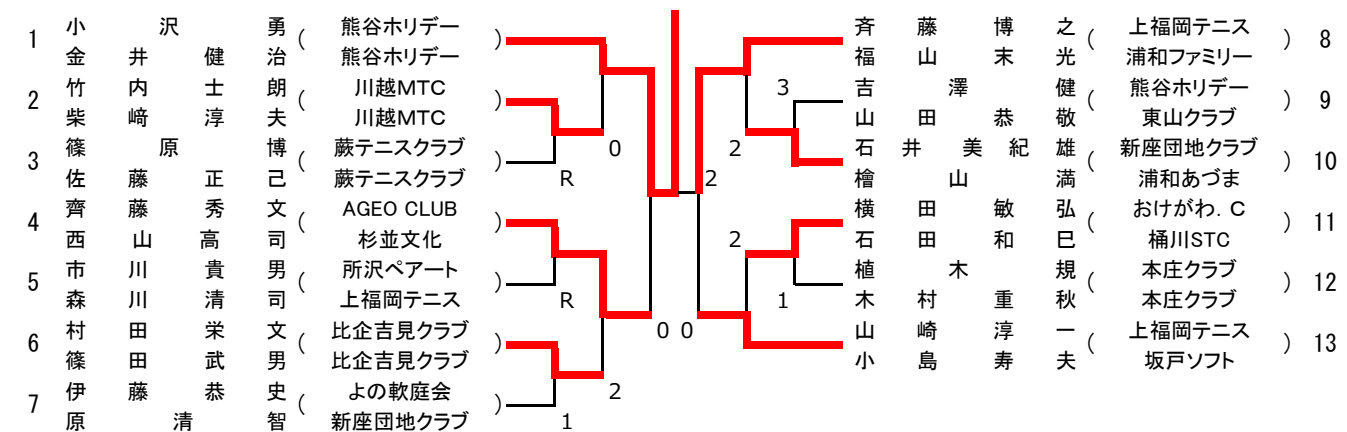 1 小沢勇 ( 熊谷ホリデー )
金井健治 熊谷ホリデー
2 竹内士朗 ( 川越MTC )
柴﨑淳夫 川越MTC
3 篠原博 ( 蕨テニスクラブ )
佐藤正己 蕨テニスクラブ
4 齊藤秀文 ( AGEO CLUB )
西山高司 杉並文化
5 市川貴男 ( 所沢ペアート )
森川清司 上福岡テニス
6 村田栄文 ( 比企吉見クラブ )
篠田武男 比企吉見クラブ
7 伊藤恭史 ( よの軟庭会 )
原清智 新座団地クラブ
0
R
R
0 0
2
1
3
2
2
2
1
斉藤博之 ( 上福岡テニス ) 8
福山末光 浦和ファミリー
吉澤健 ( 熊谷ホリデー ) 9
山田恭敬 東山クラブ
石井美紀雄 ( 新座団地クラブ ) 10
檜山満 浦和あづま
横田敏弘 ( おけがわ．C ) 11
石田和巳 桶川STC
植木規 ( 本庄クラブ ) 12
木村重秋 本庄クラブ
山崎淳一 ( 上福岡テニス ) 13
小島寿夫 坂戸ソフト